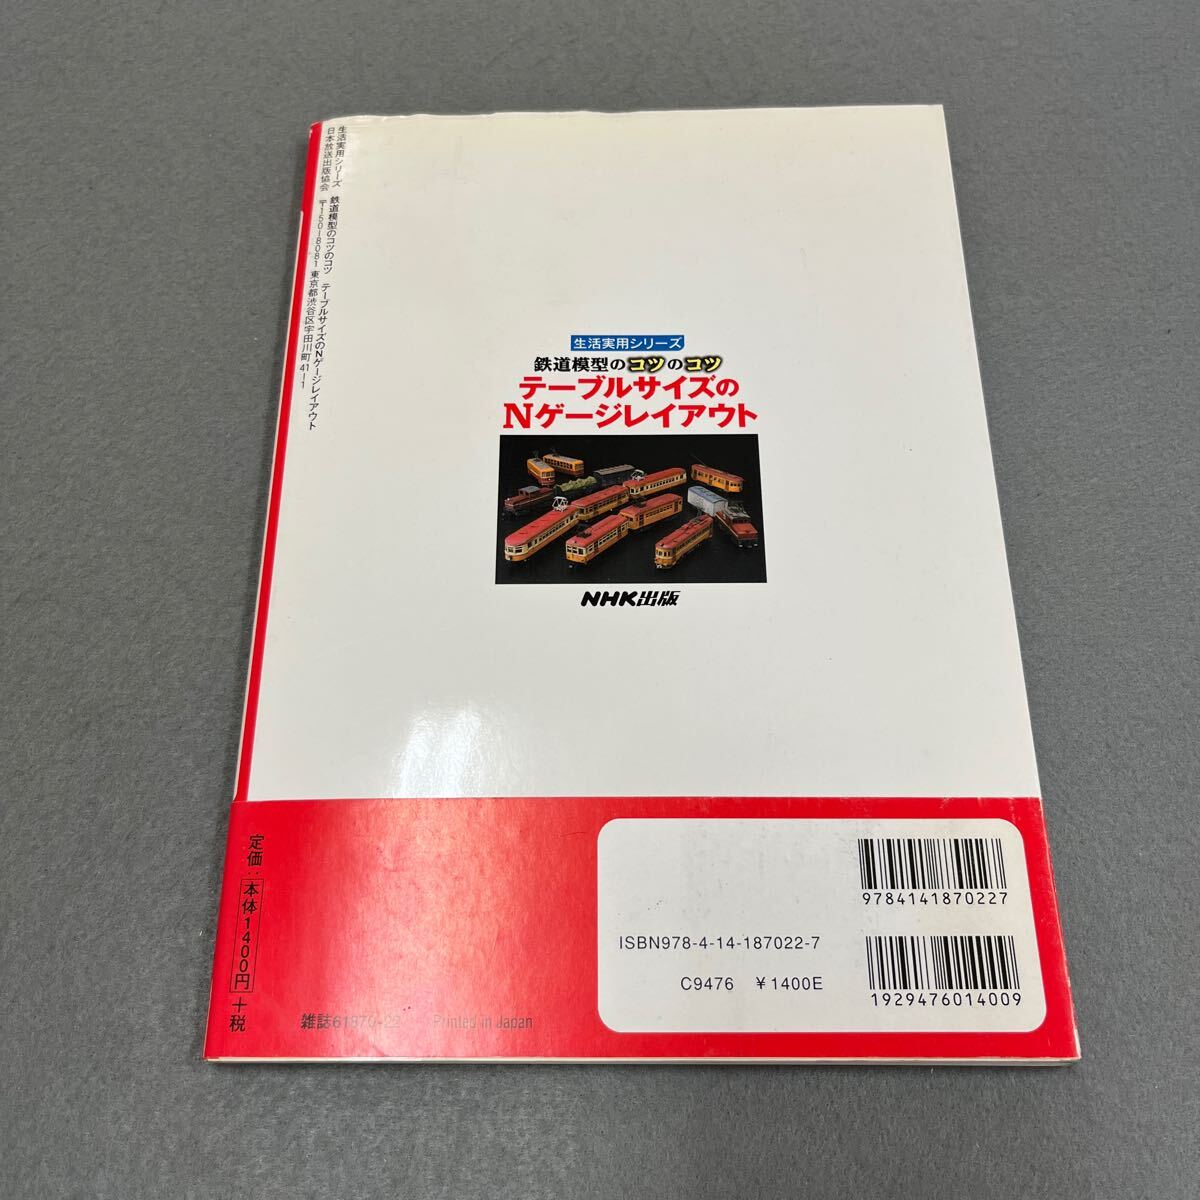 生活実用シリーズ 鉄道模型のコツのコツ テーブルサイズのNゲージレイアウト
日本放送出版協会 〒150-8081 東京都渋谷区宇田川町41-1
生活実用シリーズ
鉄道模型のコツのコツ
テーブルサイズの
Nゲージレイアウト
NHK出版
定価:本体1400円+税
9784141870227
ISBN978-4-14-187022-7
C9476 ¥1400E
1929476014009
雑誌61870-22 Printed in Japan